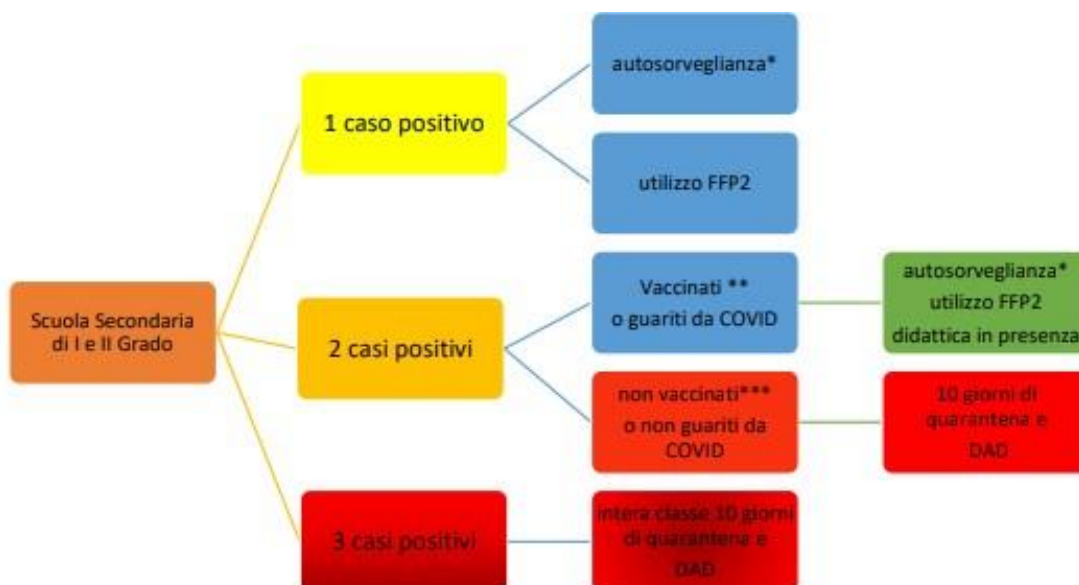 Scuola Secondaria
di I e II Grado
1 caso positivo
autosorveglianza*
utilizzo FFP2
2 casi positivi
Vaccinati **
o guariti da COVID
autosorveglianza*
utilizzo FFP2
didattica in presenza
non vaccinati***
o non guariti da
COVID
10 giorni di
quarantena e
DAD
3 casi positivi
intera classe 10 giorni
di quarantena e
DAD